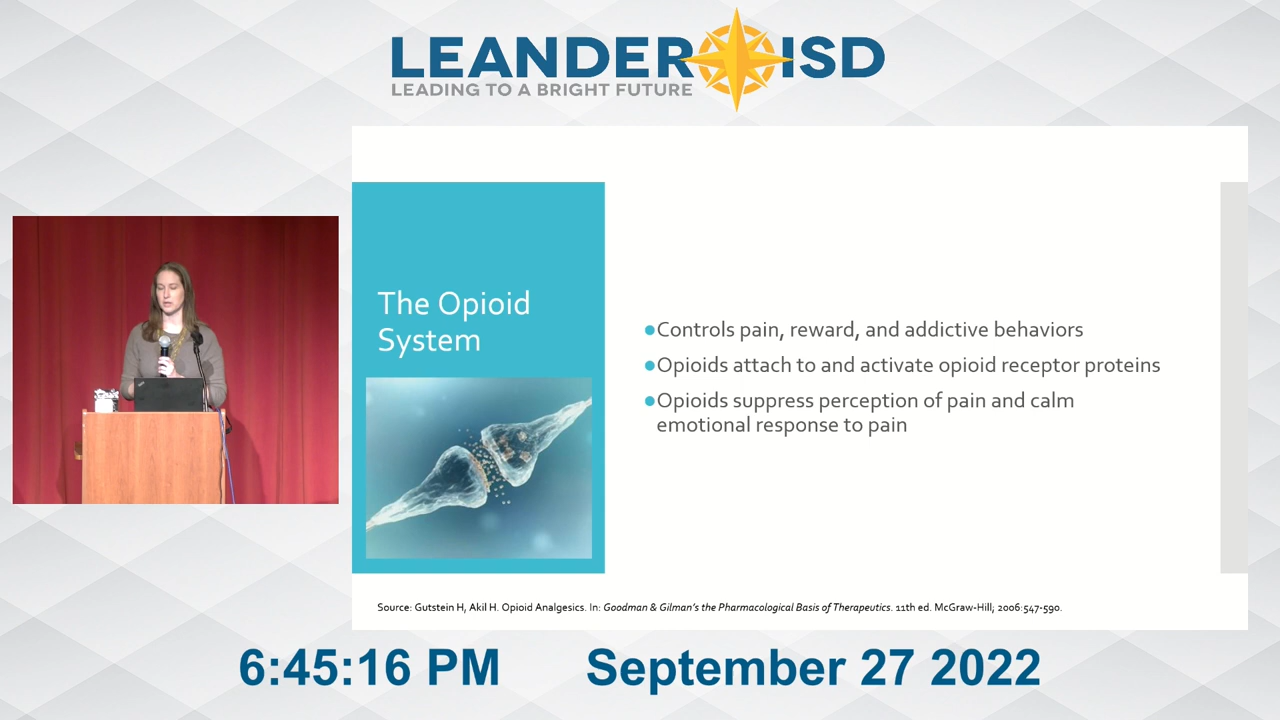 LEANDER ISD
LEADING TO A BRIGHT FUTURE
The Opioid
System
●Controls pain, reward, and addictive behaviors
●Opioids attach to and activate opioid receptor proteins
●Opioids suppress perception of pain and calm
emotional response to pain
Source: Gutstein H, Akil H. Opioid Analgesics. In: Goodman & Gilman's the Pharmacological Basis of Therapeutics. 11th ed. McGraw-Hill; 2006:547-590.
6:45:16 PM September 27 2022